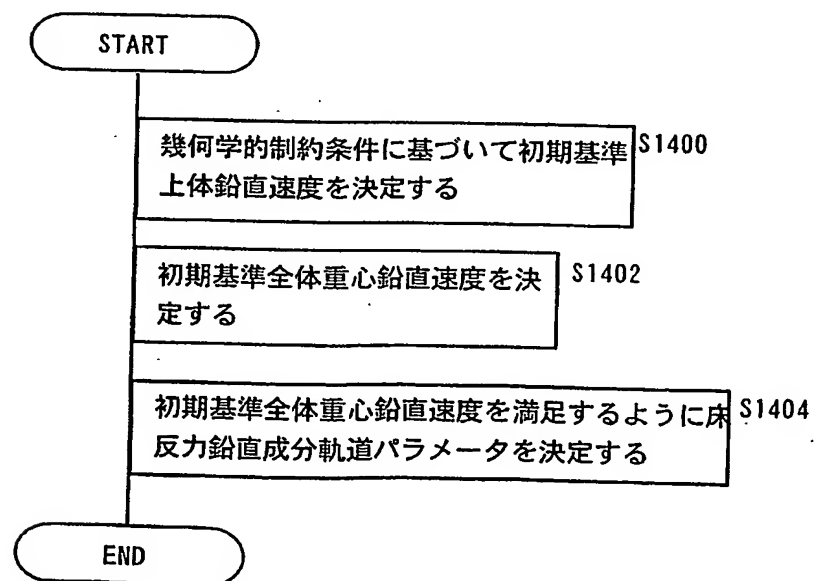 START
幾何学的制約条件に基づいて初期基準 S1400
上体鉛直速度を決定する
初期基準全体重心鉛直速度を決 S1402
定する
初期基準全体重心鉛直速度を満足するように床 S1404
反力鉛直成分軌道パラメータを決定する
END